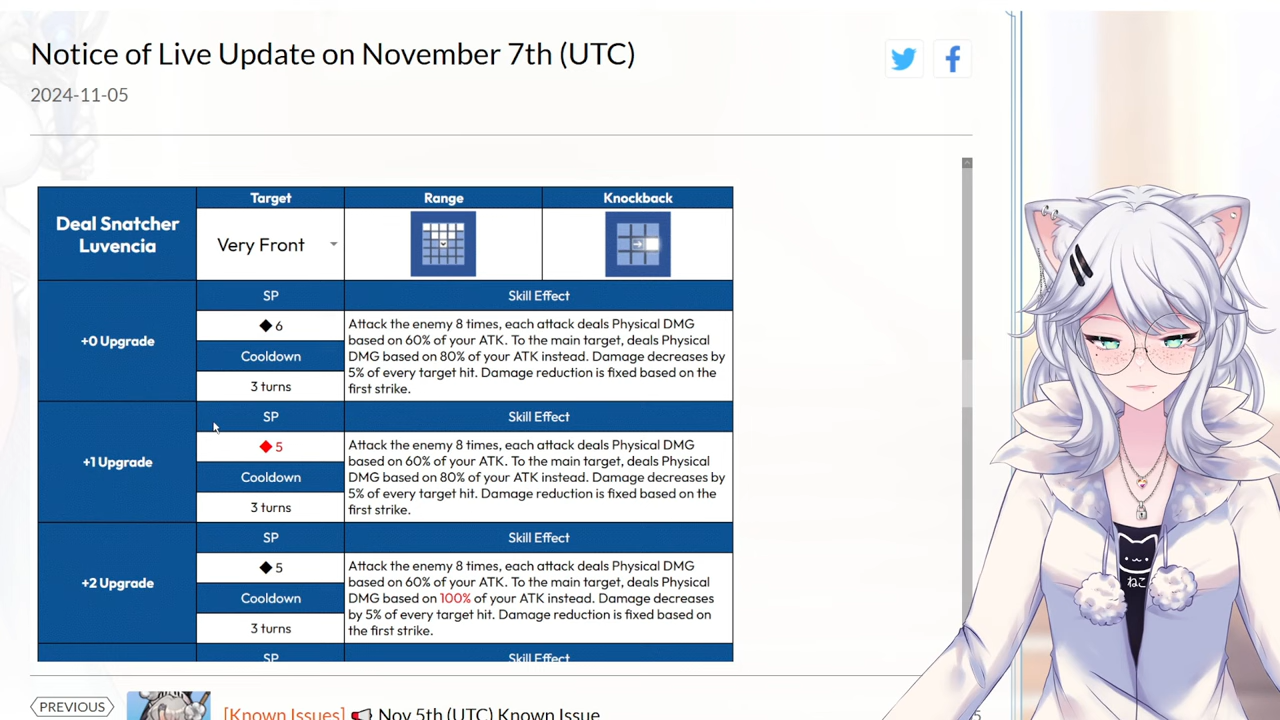 Notice of Live Update on November 7th (UTC)
2024-11-05
Deal Snatcher
Luvencia
Target
Range
Knockback
Very Front
+0 Upgrade
SP
Skill Effect
6
Cooldown
3 turns
Attack the enemy 8 times, each attack deals Physical DMG
based on 60% of your ATK. To the main target, deals Physical
DMG based on 80% of your ATK instead. Damage decreases by
5% of every target hit. Damage reduction is fixed based on the
first strike.
+1 Upgrade
SP
Skill Effect
5
Cooldown
3 turns
Attack the enemy 8 times, each attack deals Physical DMG
based on 60% of your ATK. To the main target, deals Physical
DMG based on 80% of your ATK instead. Damage decreases by
5% of every target hit. Damage reduction is fixed based on the
first strike.
+2 Upgrade
SP
Skill Effect
5
Cooldown
3 turns
Attack the enemy 8 times, each attack deals Physical DMG
based on 60% of your ATK. To the main target, deals Physical
DMG based on 100% of your ATK instead. Damage decreases
by 5% of every target hit. Damage reduction is fixed based on
the first strike.
SP
Skill Effect
PREVIOUS
[Known Issues] 📢 Nov 5th (UTC) Known Issue
ねこ